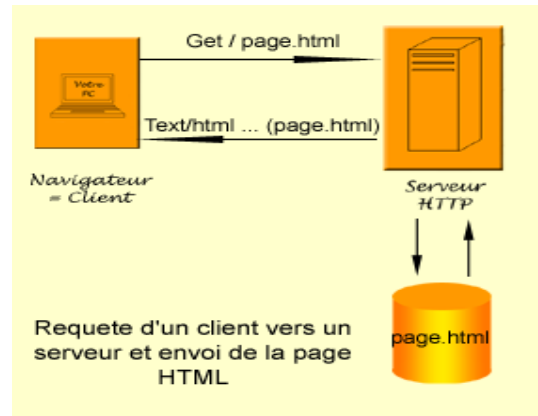 Get / page.html
Votre
PC
Text/html ... (page.html)
Navigateur
= Client
Serveur
HTTP
page.html
Requete d'un client vers un
serveur et envoi de la page
HTML